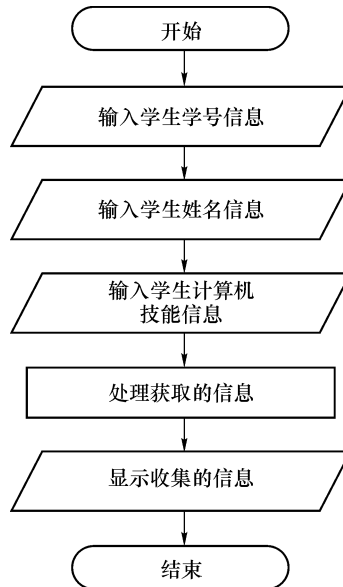 开始
输入学生学号信息
输入学生姓名信息
输入学生计算机
技能信息
处理获取的信息
显示收集的信息
结束